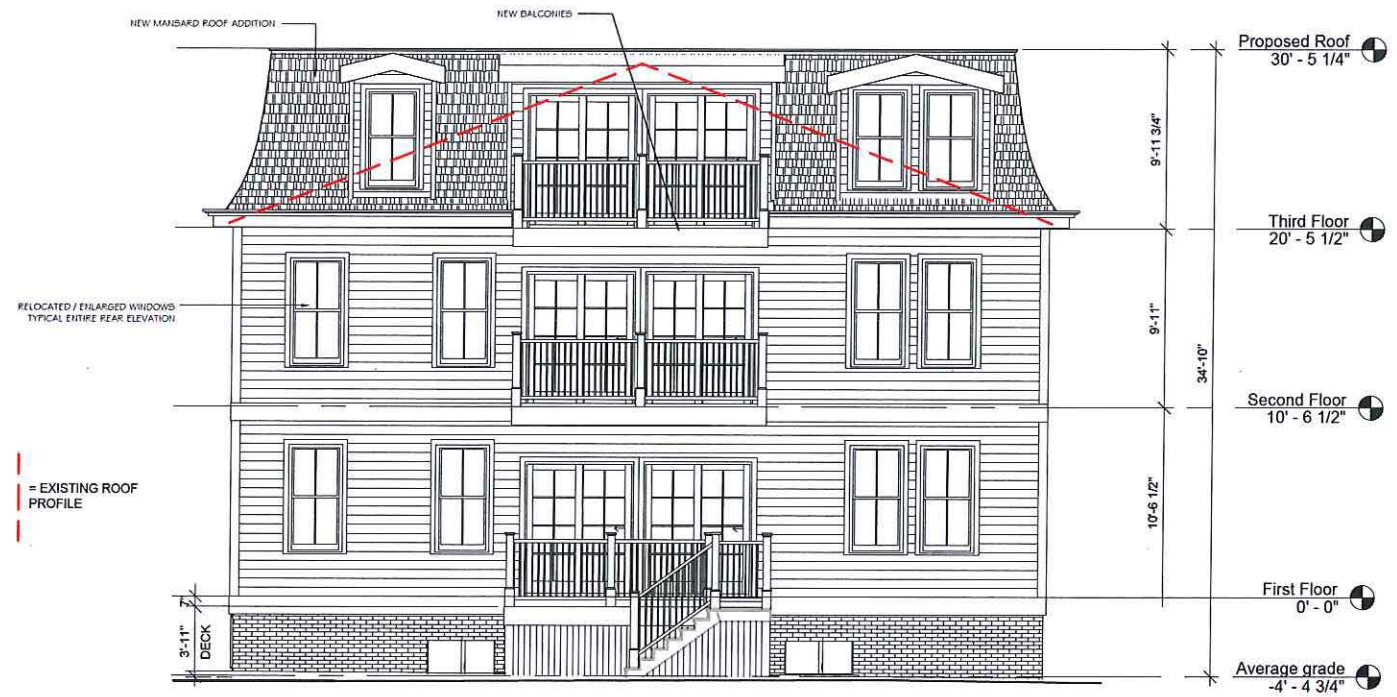 NEW MANSARD ROOF ADDITION
NEW BALCONIES
Proposed Roof
30' - 5 1/4"
9'-11 3/4"
Third Floor
20' - 5 1/2"
RELOCATED / ENLARGED WINDOWS
TYPICAL ENTIRE REAR ELEVATION
9'-11"
34'-10"
Second Floor
10' - 6 1/2"
= EXISTING ROOF
PROFILE
10'-6 1/2"
First Floor
0' - 0"
7"
3'-11"
DECK
Average grade
-4' - 4 3/4"